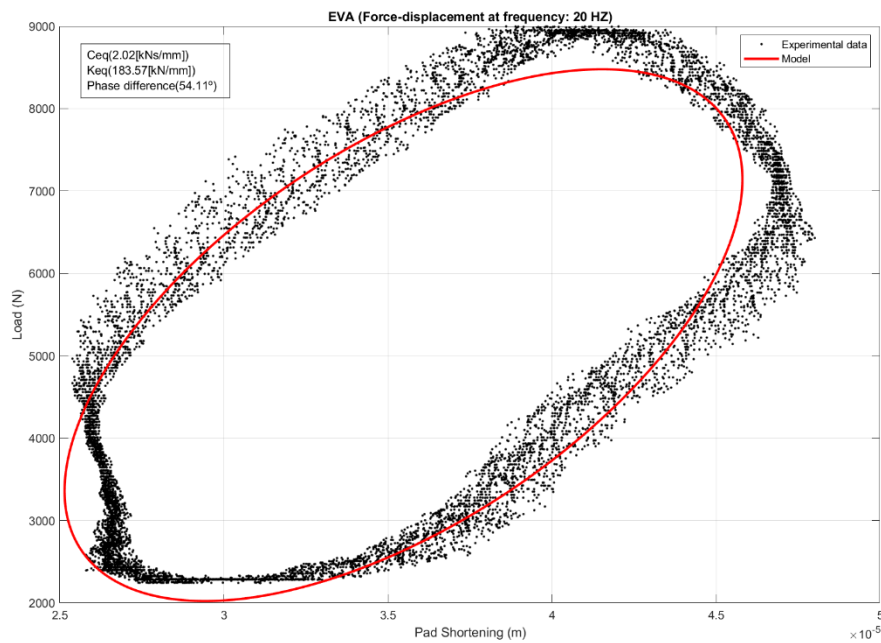 EVA (Force-displacement at frequency: 20 HZ)
Ceq(2.02[kNs/mm])
Keq(183.57[kN/mm])
Phase difference(54.11º)
Experimental data
Model
Load (N)
9000
8000
7000
6000
5000
4000
3000
2000
2.5
3
3.5
4
4.5
5
×10⁻⁵
Pad Shortening (m)